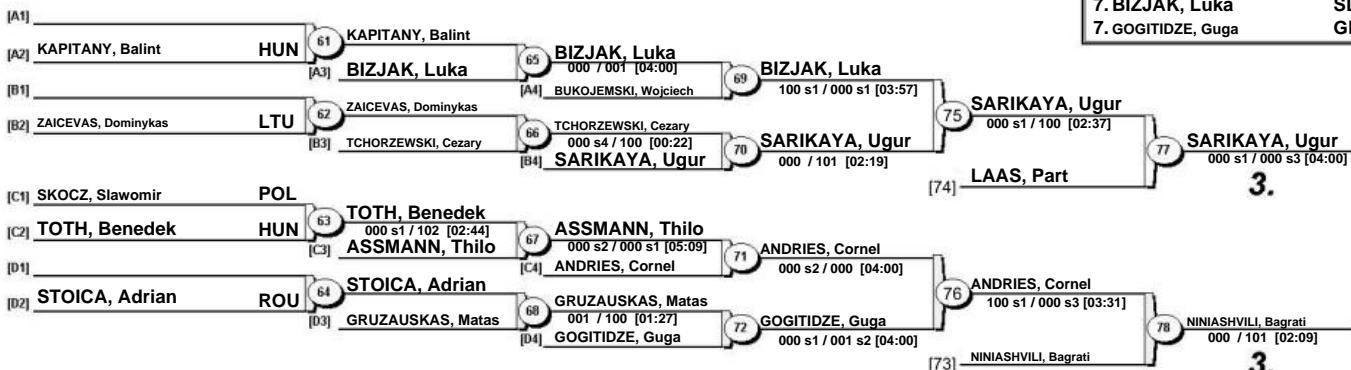 7. BIZJAK, Luka
7. GOGITIDZE, Guga
[A1]
[A2] KAPITANY, Balint HUN
61
KAPITANY, Balint
[A3] BIZJAK, Luka
65
BIZJAK, Luka
000 / 001 [04:00]
[A4] BUKOJEMSKI, Wojciech
69
BIZJAK, Luka
100 s1 / 000 s1 [03:57]
[B1]
[B2] ZAICEVAS, Dominykas LTU
62
ZAICEVAS, Dominykas
[B3] TCHORZEWSKI, Cezary
66
TCHORZEWSKI, Cezary
000 s4 / 100 [00:22]
[B4] SARIKAYA, Ugur
70
SARIKAYA, Ugur
000 / 101 [02:19]
75
SARIKAYA, Ugur
000 s1 / 100 [02:37]
[74] LAAS, Part
77
SARIKAYA, Ugur
000 s1 / 000 s3 [04:00]
3.
[C1] SKOCZ, Slawomir POL
[C2] TOTH, Benedek HUN
63
TOTH, Benedek
000 s1 / 102 [02:44]
[C3] ASSMANN, Thilo
67
ASSMANN, Thilo
000 s2 / 000 s1 [05:09]
[C4] ANDRIES, Cornel
71
ANDRIES, Cornel
000 s2 / 000 [04:00]
[D1]
[D2] STOICA, Adrian ROU
64
STOICA, Adrian
[D3] GRUZAUSKAS, Matas
68
GRUZAUSKAS, Matas
001 / 100 [01:27]
[D4] GOGITIDZE, Guga
72
GOGITIDZE, Guga
000 s1 / 001 s2 [04:00]
76
ANDRIES, Cornel
100 s1 / 000 s3 [03:31]
[73] NINIASHVILI, Bagrati
78
NINIASHVILI, Bagrati
000 / 101 [02:09]
3.